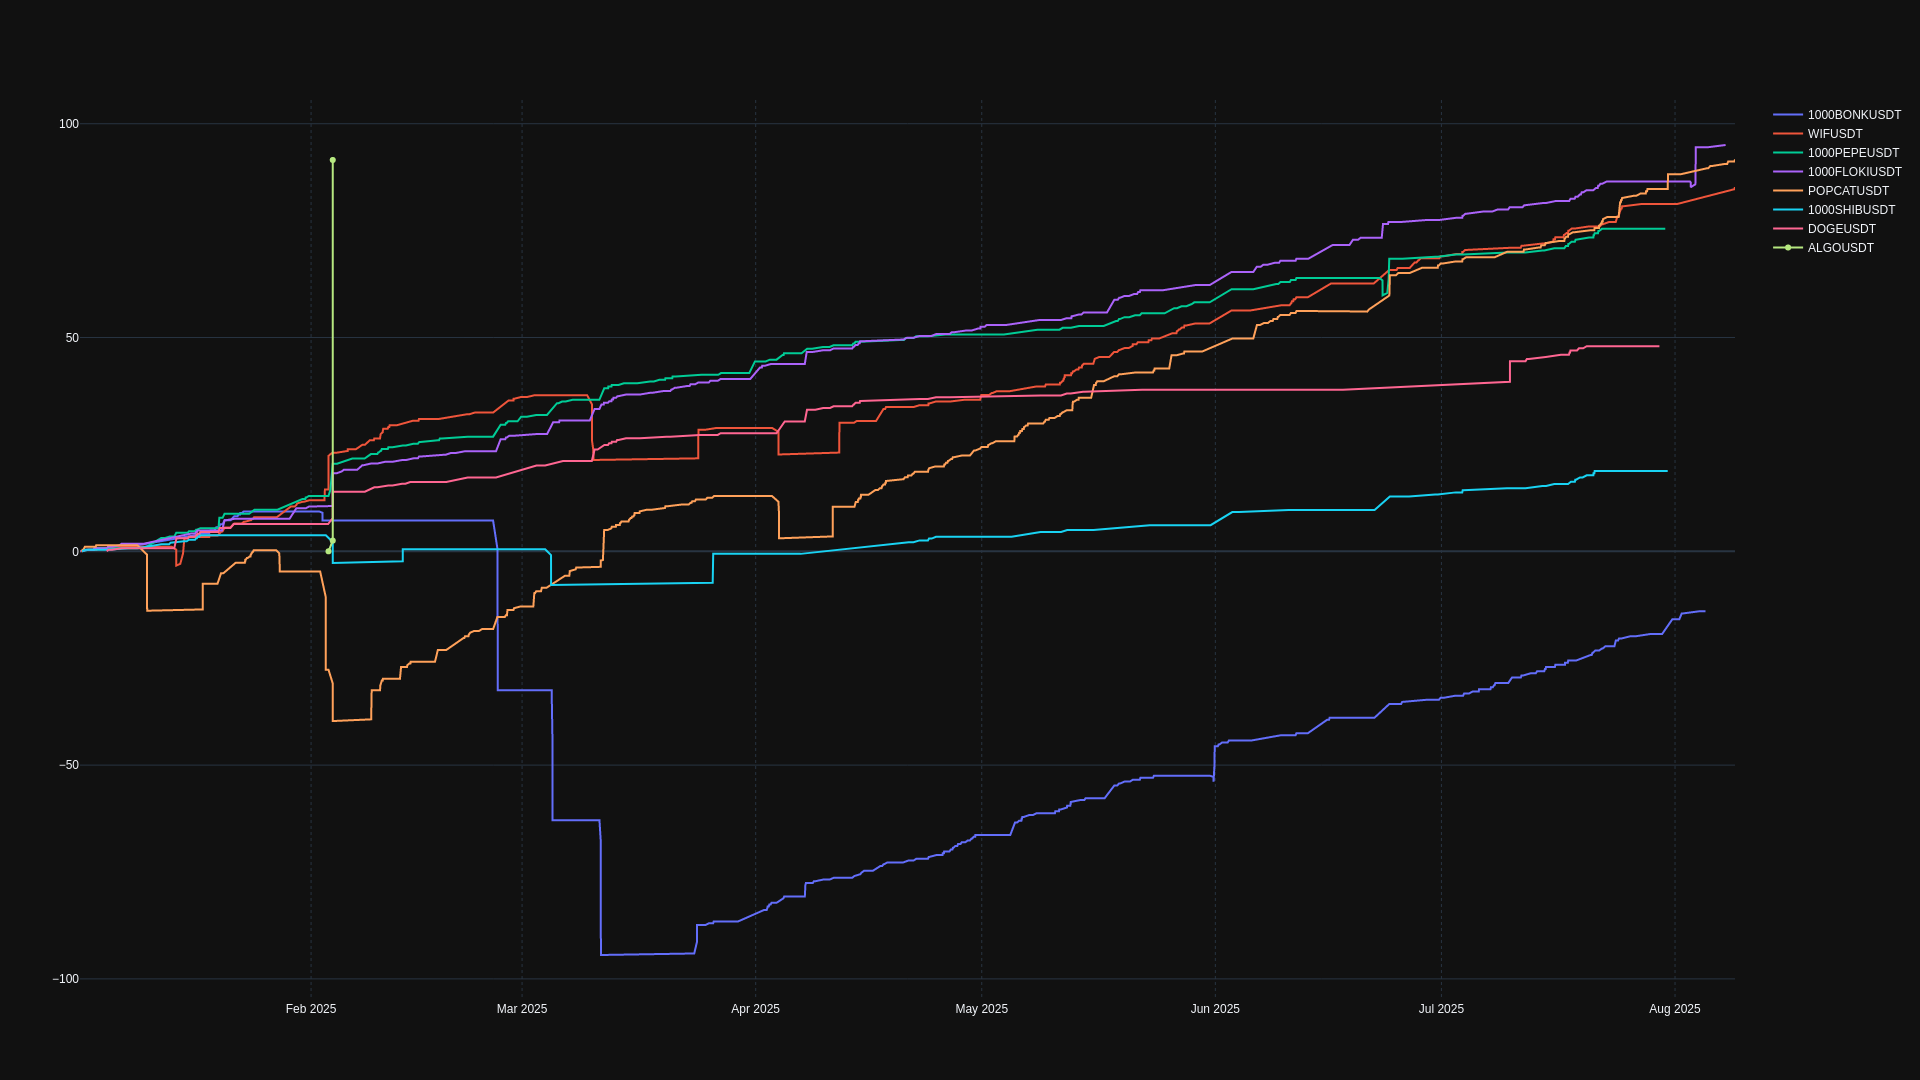 100
50
0
−50
−100
Feb 2025
Mar 2025
Apr 2025
May 2025
Jun 2025
Jul 2025
Aug 2025
1000BONKUSDT
WIFUSDT
1000PEPEUSDT
1000FLOKIUSDT
POPCATUSDT
1000SHIBUSDT
DOGEUSDT
ALGOUSDT